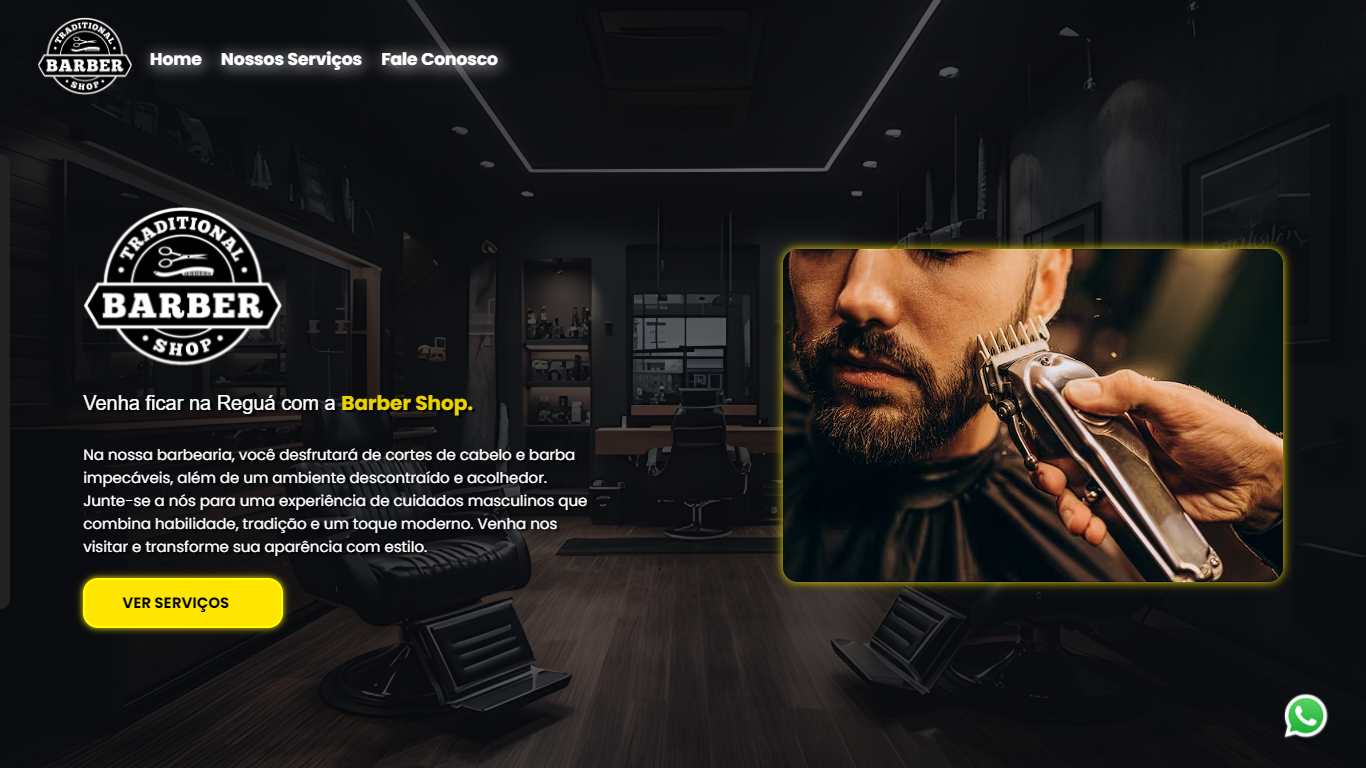 TRADITIONAL
BARBER
SHOP
Home Nossos Serviços Fale Conosco
TRADITIONAL
BARBER
SHOP
Venha ficar na Reguá com a Barber Shop.
Na nossa barbearia, você desfrutará de cortes de cabelo e barba
impecáveis, além de um ambiente descontraído e acolhedor.
Junte-se a nós para uma experiência de cuidados masculinos que
combina habilidade, tradição e um toque moderno. Venha nos
visitar e transforme sua aparência com estilo.
VER SERVIÇOS